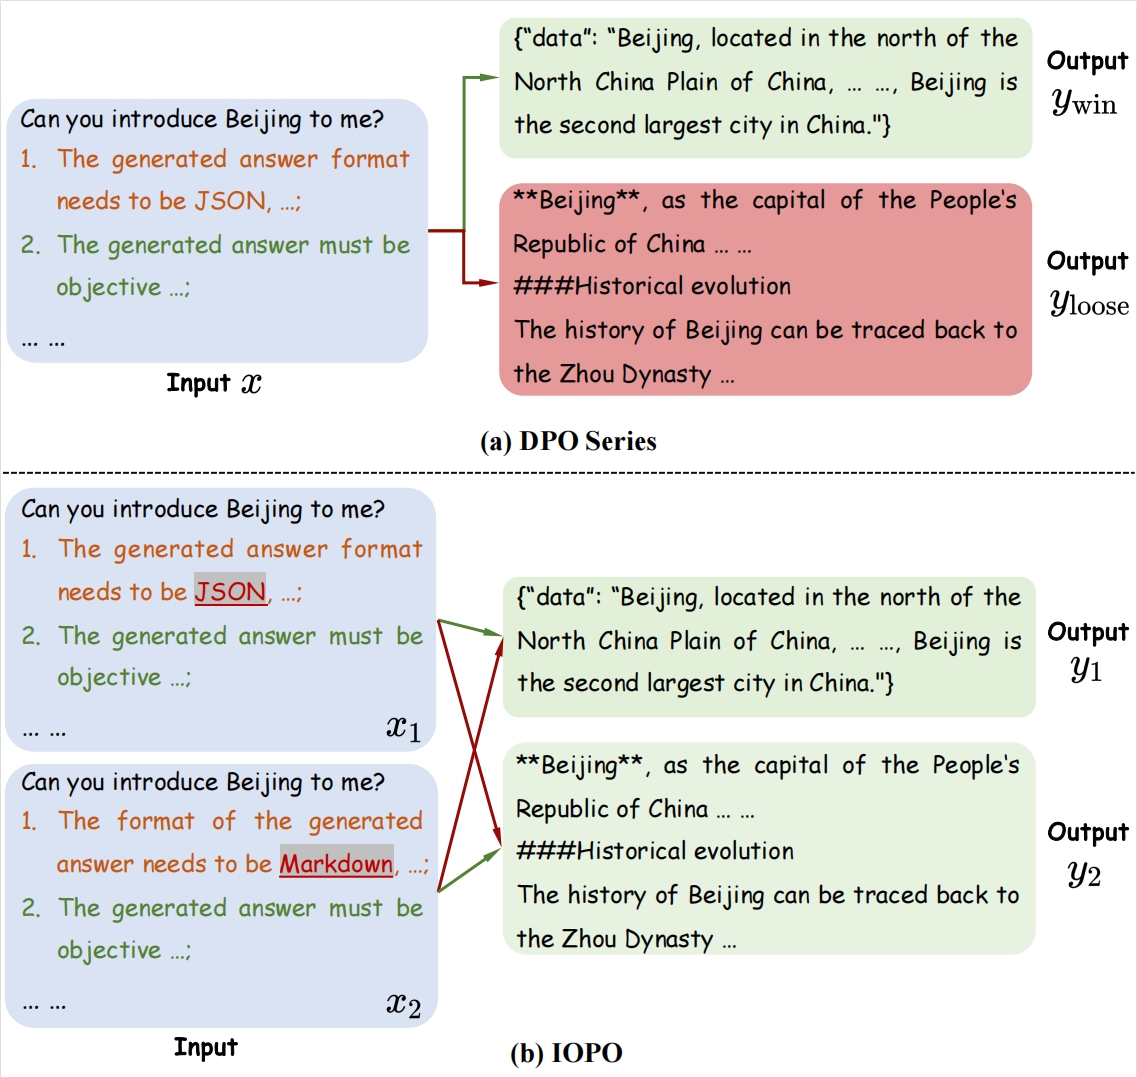 Can you introduce Beijing to me?
1. The generated answer format
needs to be JSON, ...;
2. The generated answer must be
objective ...;
... ...
Input x
{“data”: “Beijing, located in the north of the
North China Plain of China, ... ..., Beijing is
the second largest city in China."}
Output
y_win
**Beijing**, as the capital of the People's
Republic of China ... ...
###Historical evolution
The history of Beijing can be traced back to
the Zhou Dynasty ...
Output
y_loose
(a) DPO Series
Can you introduce Beijing to me?
1. The generated answer format
needs to be JSON, ...;
2. The generated answer must be
objective ...;
... ...
x_1
Can you introduce Beijing to me?
1. The format of the generated
answer needs to be Markdown, ...;
2. The generated answer must be
objective ...;
... ...
x_2
Input
{“data”: “Beijing, located in the north of the
North China Plain of China, ... ..., Beijing is
the second largest city in China."}
Output
y_1
**Beijing**, as the capital of the People's
Republic of China ... ...
###Historical evolution
The history of Beijing can be traced back to
the Zhou Dynasty ...
Output
y_2
(b) IOPO